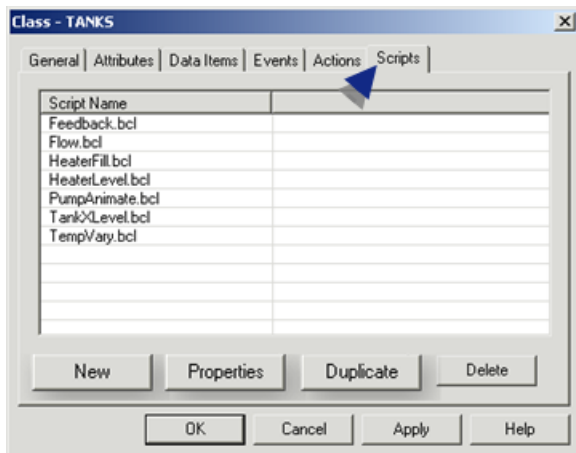 Class - TANKS
General Attributes Data Items Events Actions Scripts
Script Name
Feedback.bcl
Flow.bcl
HeaterFill.bcl
HeaterLevel.bcl
PumpAnimate.bcl
TankXLevel.bcl
TempVary.bcl
New Properties Duplicate Delete
OK Cancel Apply Help